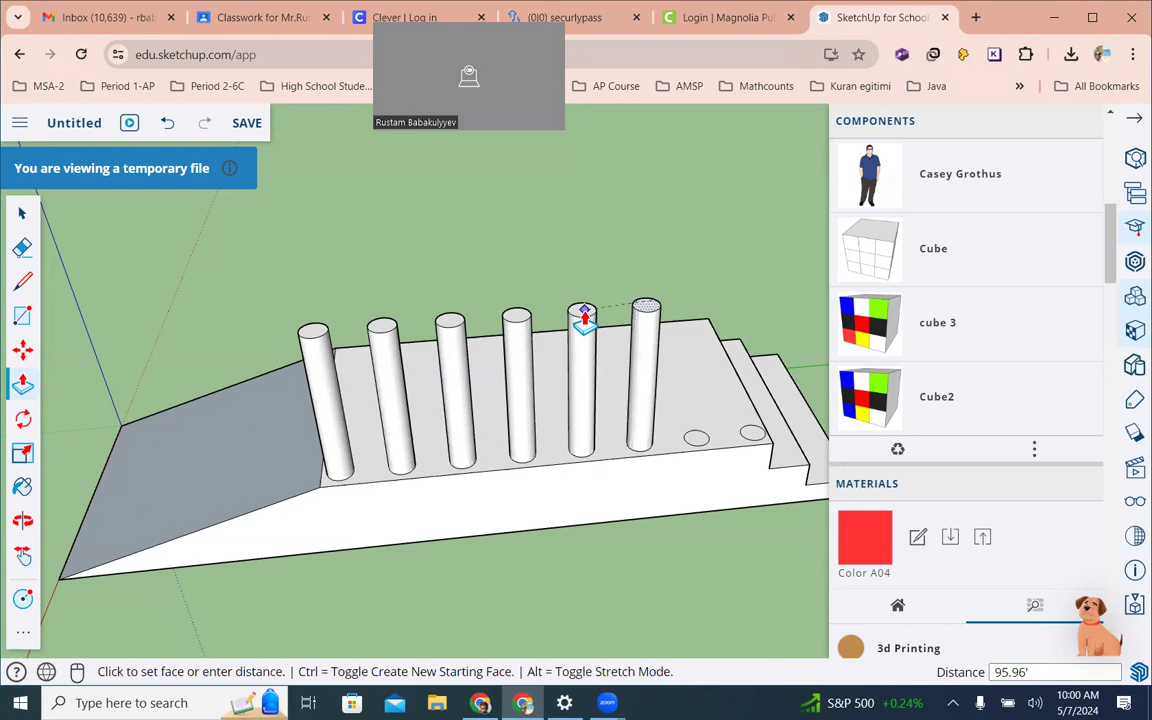 Inbox (10,639) - rbab
Classwork for Mr.Rus
Clever | Log in
(0|0) securlypass
Login | Magnolia Pul
SketchUp for School
edu.sketchup.com/app
MSA-2
Period 1-AP
Period 2-6C
High School Stude...
AP Course
AMSP
Mathcounts
Kuran egitimi
Java
»
All Bookmarks
Rustam Babakulyyev
Untitled
SAVE
You are viewing a temporary file
COMPONENTS
Casey Grothus
Cube
cube 3
Cube2
MATERIALS
Color A04
3d Printing
Click to set face or enter distance. | Ctrl = Toggle Create New Starting Face. | Alt = Toggle Stretch Mode.
Distance 95.96'
Type here to search
S&P 500 +0.24%
10:00 AM
5/7/2024